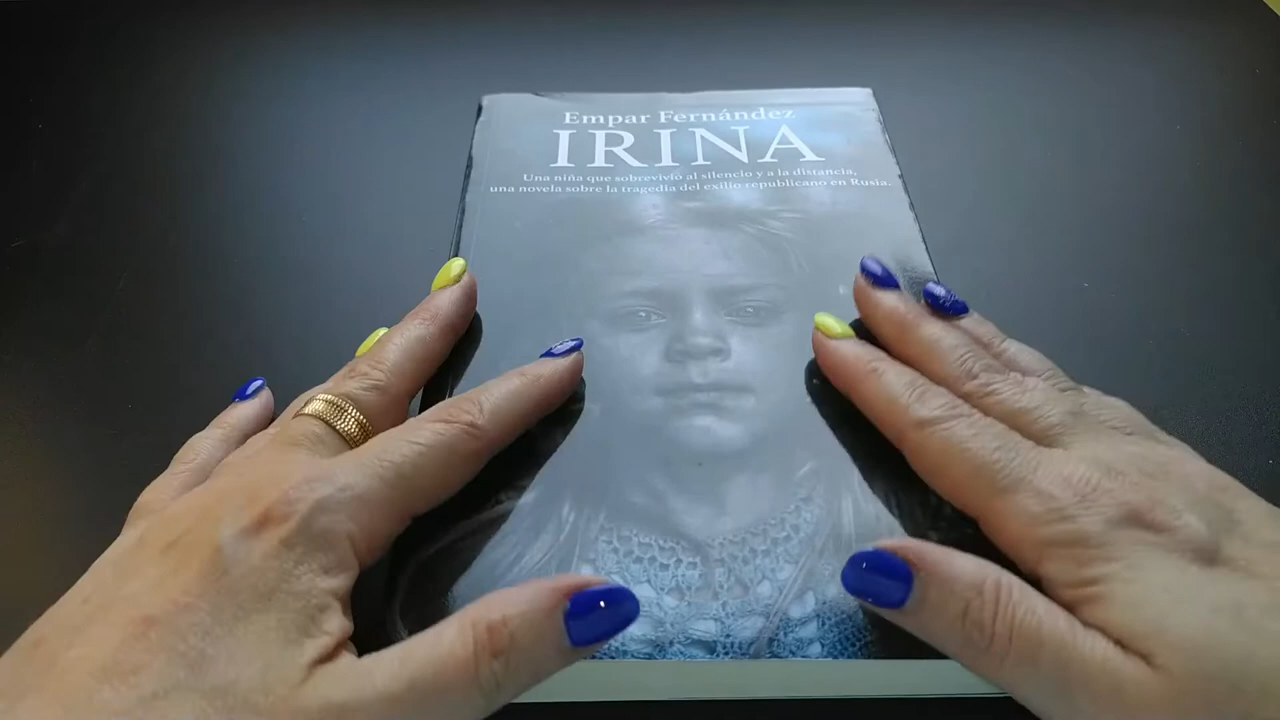 Empar Fernández
IRINA
Una niña que sobrevivió al silencio y a la distancia,
una novela sobre la tragedia del exilio republicano en Rusia.